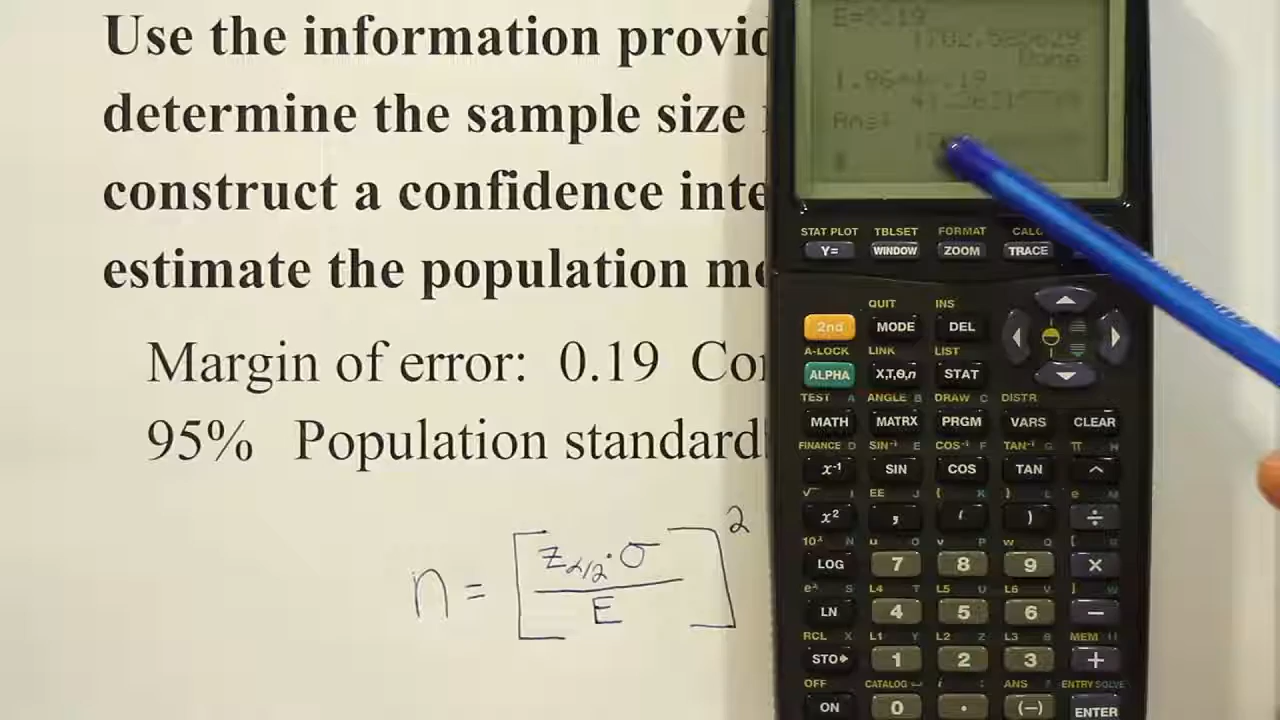 Use the information provid
determine the sample size
construct a confidence inte
estimate the population me
Margin of error: 0.19 Co
95% Population standard
n = [ zα/2 · σ / E ]²
E=0.19
Done
Ans²
STAT PLOT TBLSET FORMAT CALC
Y= WINDOW ZOOM TRACE
QUIT INS
2nd MODE DEL
A-LOCK LINK LIST
ALPHA X,T,θ,n STAT
TEST A ANGLE B DRAW C DISTR
MATH MATRX PRGM VARS CLEAR
FINANCE D SIN⁻¹ E COS⁻¹ F TAN⁻¹ G π H
x⁻¹ SIN COS TAN ^
√ I EE J { K } L e M
x² , ( ) ÷
10ˣ N u O v P w Q [ R
LOG 7 8 9 ×
eˣ S L4 T L5 U L6 V ] W
LN 4 5 6 −
RCL X L1 Y L2 Z L3 θ MEM "
STO▸ 1 2 3 +
OFF CATALOG i : ANS ? ENTRY SOLVE
ON 0 . (−) ENTER